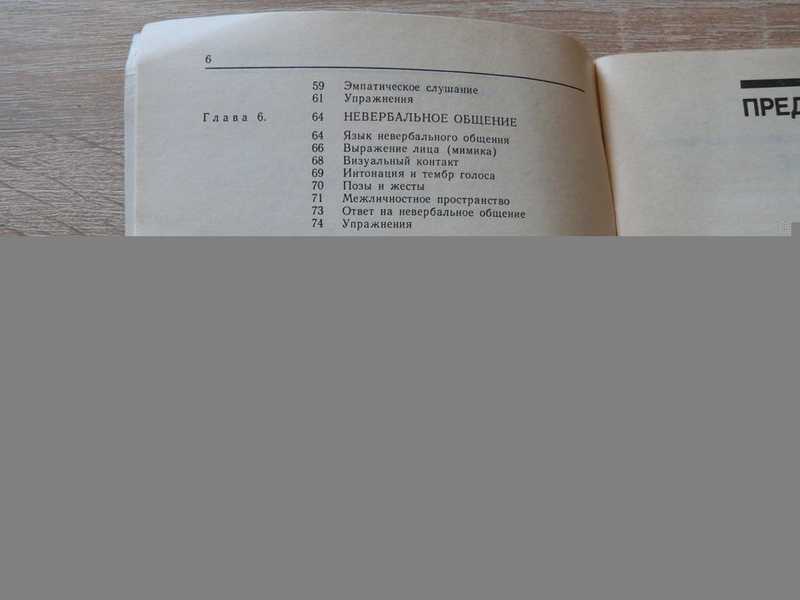 6
59 Эмпатическое слушание
61 Упражнения
Глава 6. 64 НЕВЕРБАЛЬНОЕ ОБЩЕНИЕ
64 Язык невербального общения
66 Выражение лица (мимика)
68 Визуальный контакт
69 Интонация и тембр голоса
70 Позы и жесты
71 Межличностное пространство
73 Ответ на невербальное общение
74 Упражнения
ПРЕД